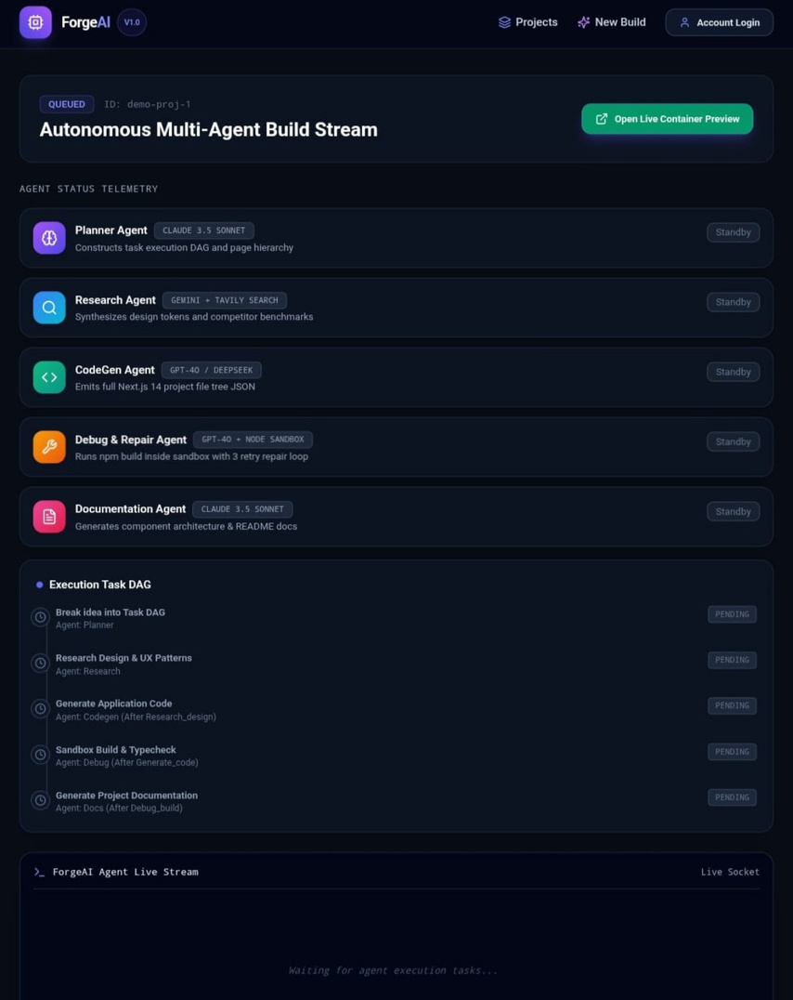 ForgeAI V1.0 Projects New Build Account Login
QUEUED ID: demo-proj-1
Autonomous Multi-Agent Build Stream
Open Live Container Preview
AGENT STATUS TELEMETRY
Planner Agent CLAUDE 3.5 SONNET
Constructs task execution DAG and page hierarchy
Standby
Research Agent GEMINI + TAVILY SEARCH
Synthesizes design tokens and competitor benchmarks
Standby
CodeGen Agent GPT-4O / DEEPSEEK
Emits full Next.js 14 project file tree JSON
Standby
Debug & Repair Agent GPT-4O + NODE SANDBOX
Runs npm build inside sandbox with 3 retry repair loop
Standby
Documentation Agent CLAUDE 3.5 SONNET
Generates component architecture & README docs
Standby
Execution Task DAG
Break idea into Task DAG
Agent: Planner
PENDING
Research Design & UX Patterns
Agent: Research
PENDING
Generate Application Code
Agent: Codegen (After Research_design)
PENDING
Sandbox Build & Typecheck
Agent: Debug (After Generate_code)
PENDING
Generate Project Documentation
Agent: Docs (After Debug_build)
PENDING
ForgeAI Agent Live Stream Live Socket
Waiting for agent execution tasks...